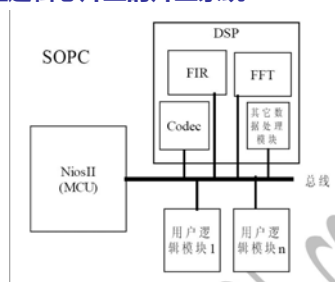 DSP
SOPC
FIR
FFT
Codec
其它数
据处理
模块
NiosII
(MCU)
总线
用户逻
辑模块1
用户逻
辑模块n